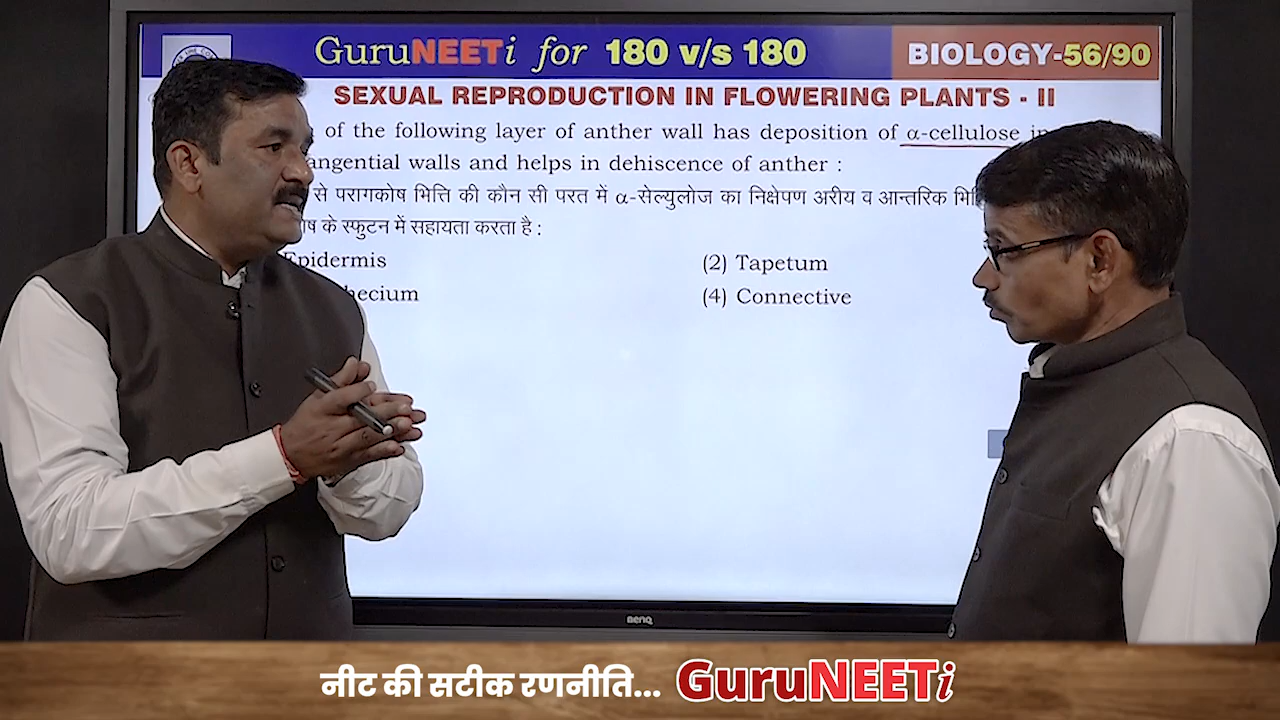 GuruNEETi for 180 v/s 180
BIOLOGY-56/90
SEXUAL REPRODUCTION IN FLOWERING PLANTS - II
of the following layer of anther wall has deposition of α-cellulose in
angential walls and helps in dehiscence of anther :
से परागकोष भित्ति की कौन सी परत में α-सेल्युलोज का निक्षेपण अरीय व आन्तरिक
के स्फुटन में सहायता करता है :
Epidermis
(2) Tapetum
hecium
(4) Connective
BenQ
नीट की सटीक रणनीति... GuruNEETi